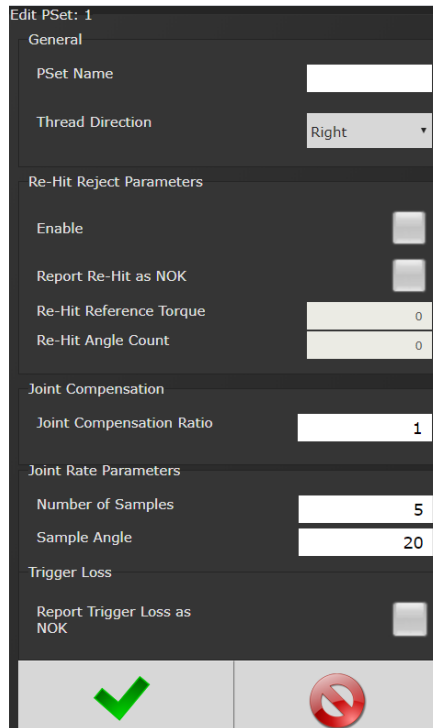 Edit PSet: 1
General
PSet Name
Thread Direction
Right
Re-Hit Reject Parameters
Enable
Report Re-Hit as NOK
Re-Hit Reference Torque
0
Re-Hit Angle Count
0
Joint Compensation
Joint Compensation Ratio
1
Joint Rate Parameters
Number of Samples
5
Sample Angle
20
Trigger Loss
Report Trigger Loss as
NOK